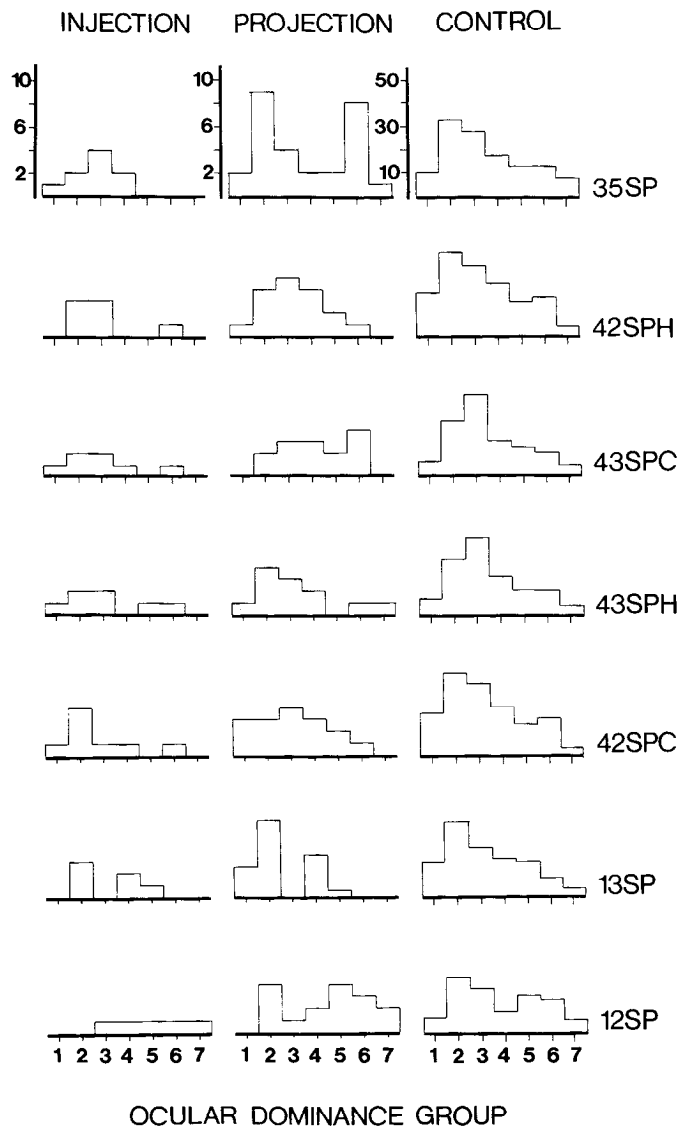 INJECTION PROJECTION CONTROL
10 10 50
6 6 30
2 2 10
35SP
42SPH
43SPC
43SPH
42SPC
13SP
12SP
1 2 3 4 5 6 7 1 2 3 4 5 6 7 1 2 3 4 5 6 7
OCULAR DOMINANCE GROUP